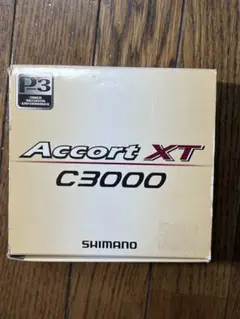 P3
Accort XT
C3000
SHIMANO